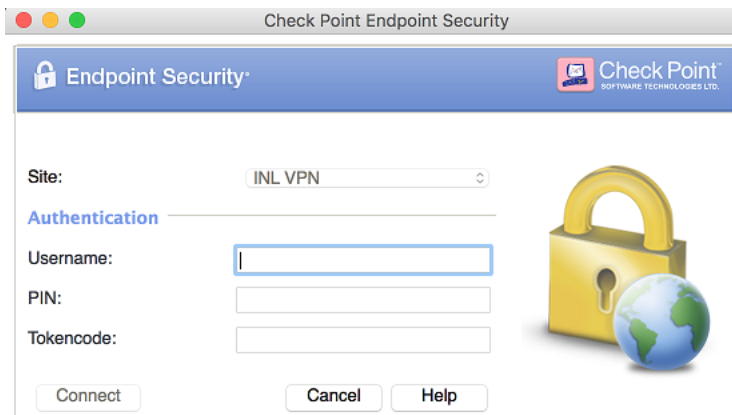 Check Point Endpoint Security
Endpoint Security
Check Point™
SOFTWARE TECHNOLOGIES LTD.
Site: INL VPN
Authentication
Username:
PIN:
Tokencode:
Connect Cancel Help